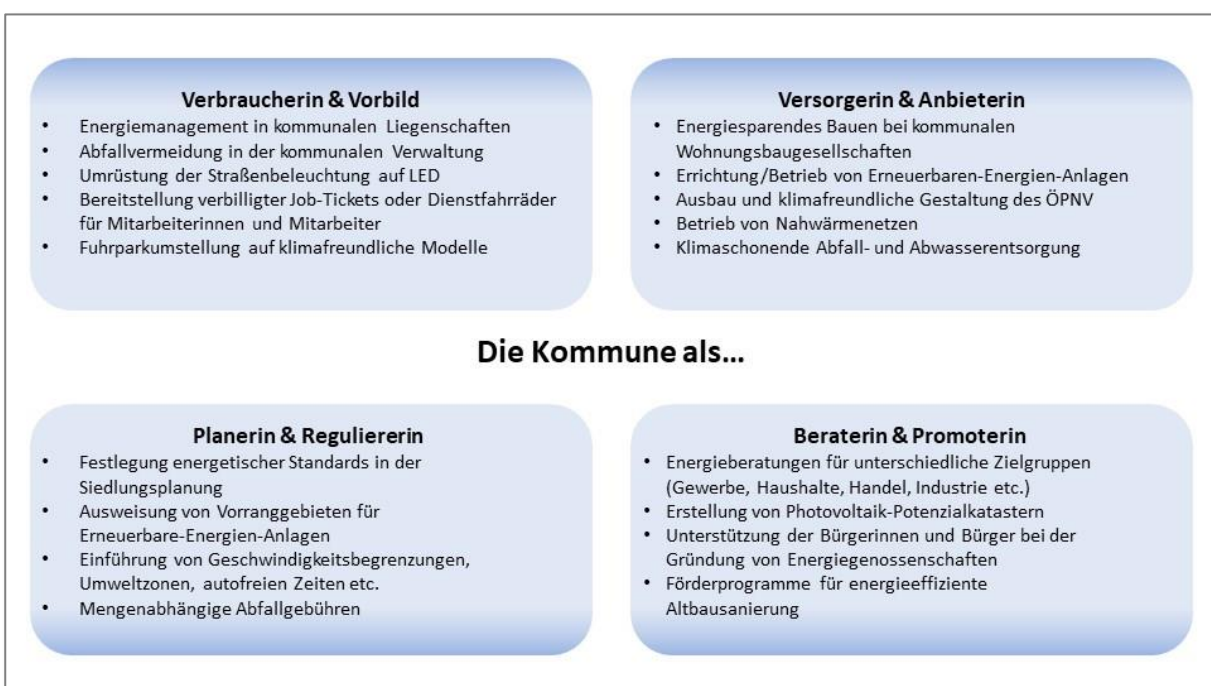 Verbraucherin & Vorbild
• Energiemanagement in kommunalen Liegenschaften
• Abfallvermeidung in der kommunalen Verwaltung
• Umrüstung der Straßenbeleuchtung auf LED
• Bereitstellung verbilligter Job-Tickets oder Dienstfahrräder
für Mitarbeiterinnen und Mitarbeiter
• Fuhrparkumstellung auf klimafreundliche Modelle
Versorgerin & Anbieterin
• Energiesparendes Bauen bei kommunalen
Wohnungsbaugesellschaften
• Errichtung/Betrieb von Erneuerbaren-Energien-Anlagen
• Ausbau und klimafreundliche Gestaltung des ÖPNV
• Betrieb von Nahwärmenetzen
• Klimaschonende Abfall- und Abwasserentsorgung
Die Kommune als...
Planerin & Reguliererin
• Festlegung energetischer Standards in der
Siedlungsplanung
• Ausweisung von Vorranggebieten für
Erneuerbare-Energien-Anlagen
• Einführung von Geschwindigkeitsbegrenzungen,
Umweltzonen, autofreien Zeiten etc.
• Mengenabhängige Abfallgebühren
Beraterin & Promoterin
• Energieberatungen für unterschiedliche Zielgruppen
(Gewerbe, Haushalte, Handel, Industrie etc.)
• Erstellung von Photovoltaik-Potenzialkatastern
• Unterstützung der Bürgerinnen und Bürger bei der
Gründung von Energiegenossenschaften
• Förderprogramme für energieeffiziente
Altbausanierung